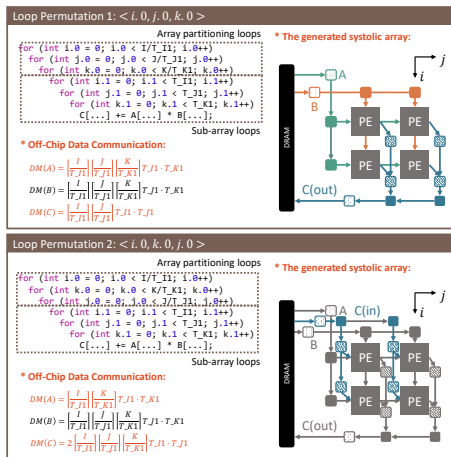 Loop Permutation 1: < i.0, j.0, k.0 >
Array partitioning loops
for (int i.0 = 0; i.0 < I/T_I1; i.0++)
for (int j.0 = 0; j.0 < J/T_J1; j.0++)
for (int k.0 = 0; k.0 < K/T_K1; k.0++)
for (int i.1 = 0; i.1 < T_I1; i.1++)
for (int j.1 = 0; j.1 < T_J1; j.1++)
for (int k.1 = 0; k.1 < T_K1; k.1++)
C[...] += A[...] * B[...];
Sub-array loops
* Off-Chip Data Communication:
DM(A) = ⌈I/T_I1⌉⌈J/T_J1⌉⌈K/T_K1⌉ T_I1 · T_K1
DM(B) = ⌈I/T_I1⌉⌈J/T_J1⌉⌈K/T_K1⌉ T_J1 · T_K1
DM(C) = ⌈I/T_I1⌉⌈J/T_J1⌉ T_I1 · T_J1
* The generated systolic array:
j
i
A
B
DRAM
PE PE
PE PE
C(out)
Loop Permutation 2: < i.0, k.0, j.0 >
Array partitioning loops
for (int i.0 = 0; i.0 < I/T_I1; i.0++)
for (int k.0 = 0; k.0 < K/T_K1; k.0++)
for (int j.0 = 0; j.0 < J/T_J1; j.0++)
for (int i.1 = 0; i.1 < T_I1; i.1++)
for (int j.1 = 0; j.1 < T_J1; j.1++)
for (int k.1 = 0; k.1 < T_K1; k.1++)
C[...] += A[...] * B[...];
Sub-array loops
* Off-Chip Data Communication:
DM(A) = ⌈I/T_I1⌉⌈K/T_K1⌉ T_I1 · T_K1
DM(B) = ⌈I/T_I1⌉⌈J/T_J1⌉⌈K/T_K1⌉ T_J1 · T_K1
DM(C) = 2 ⌈I/T_I1⌉⌈J/T_J1⌉⌈K/T_K1⌉ T_I1 · T_J1
* The generated systolic array:
j
i
A
C(in)
B
DRAM
PE PE
PE PE
C(out)